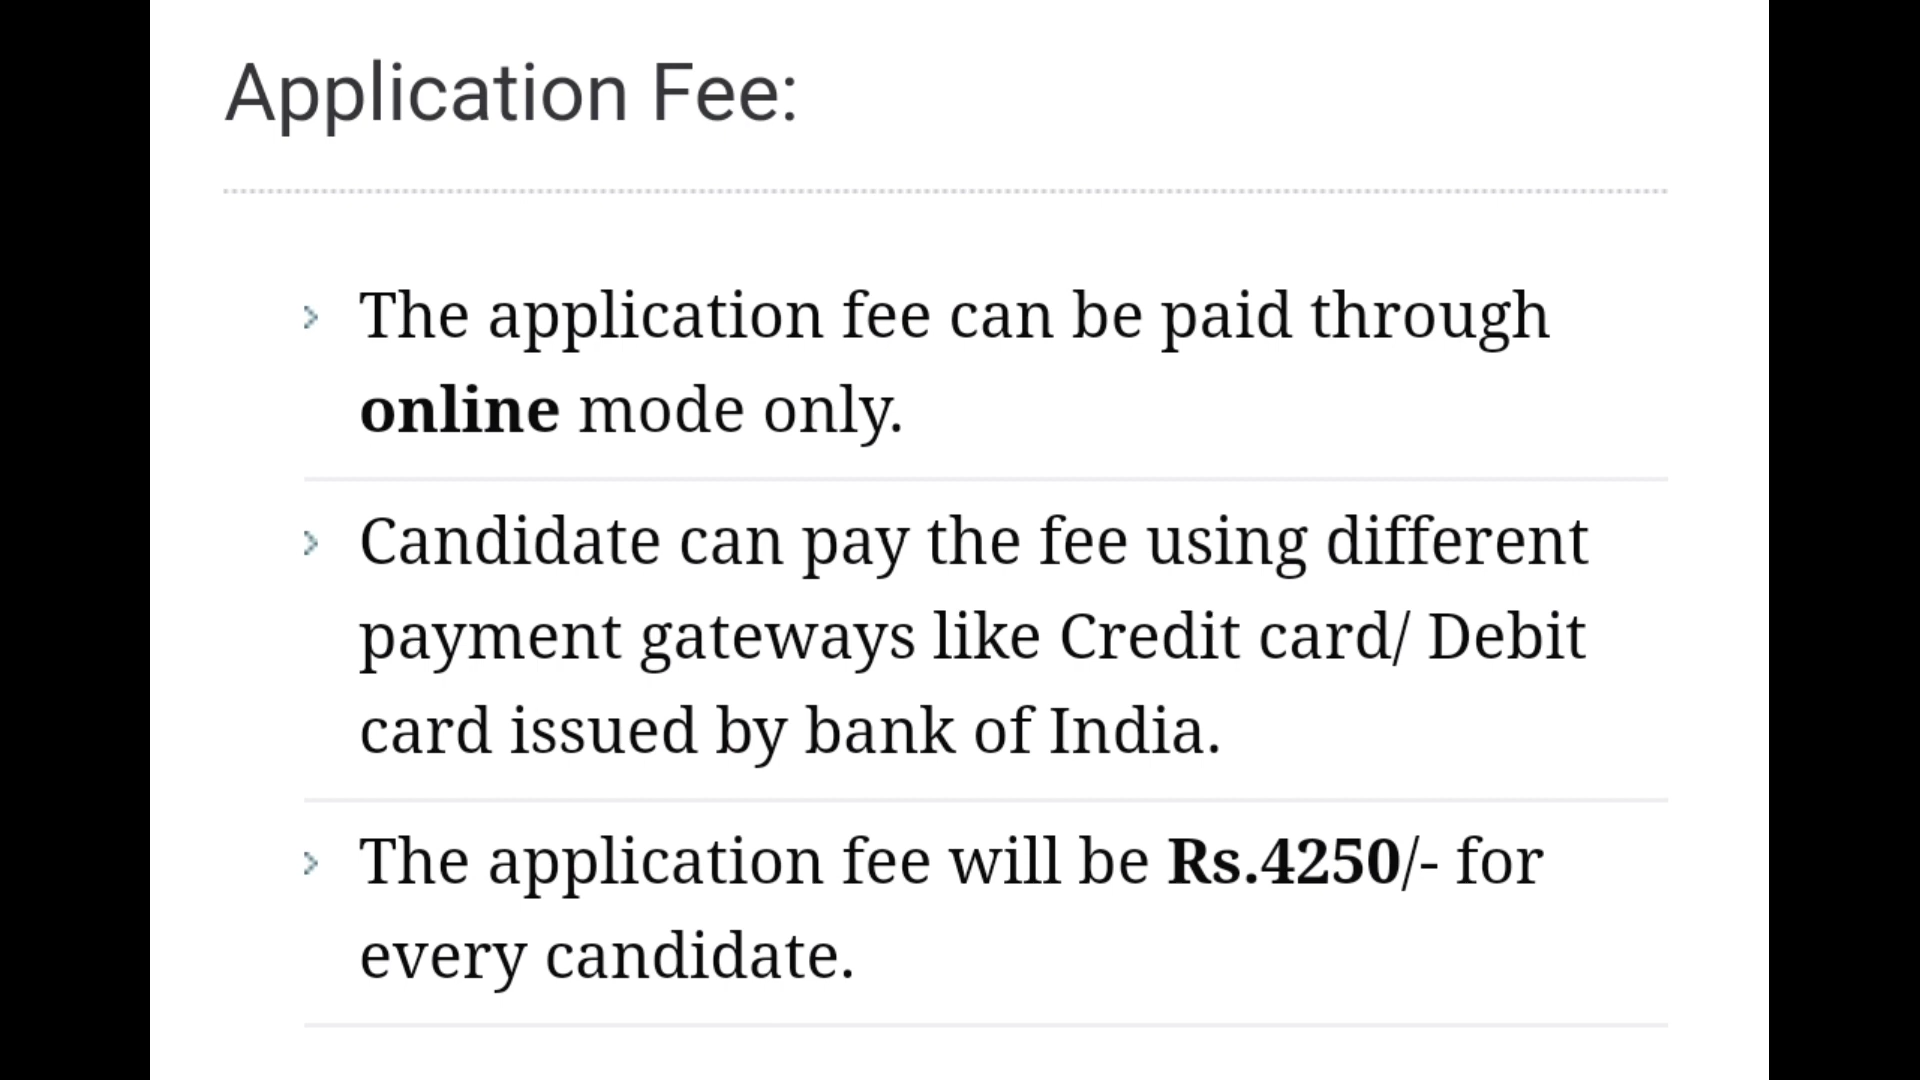 Application Fee:
The application fee can be paid through
online mode only.
Candidate can pay the fee using different
payment gateways like Credit card/ Debit
card issued by bank of India.
The application fee will be Rs.4250/- for
every candidate.